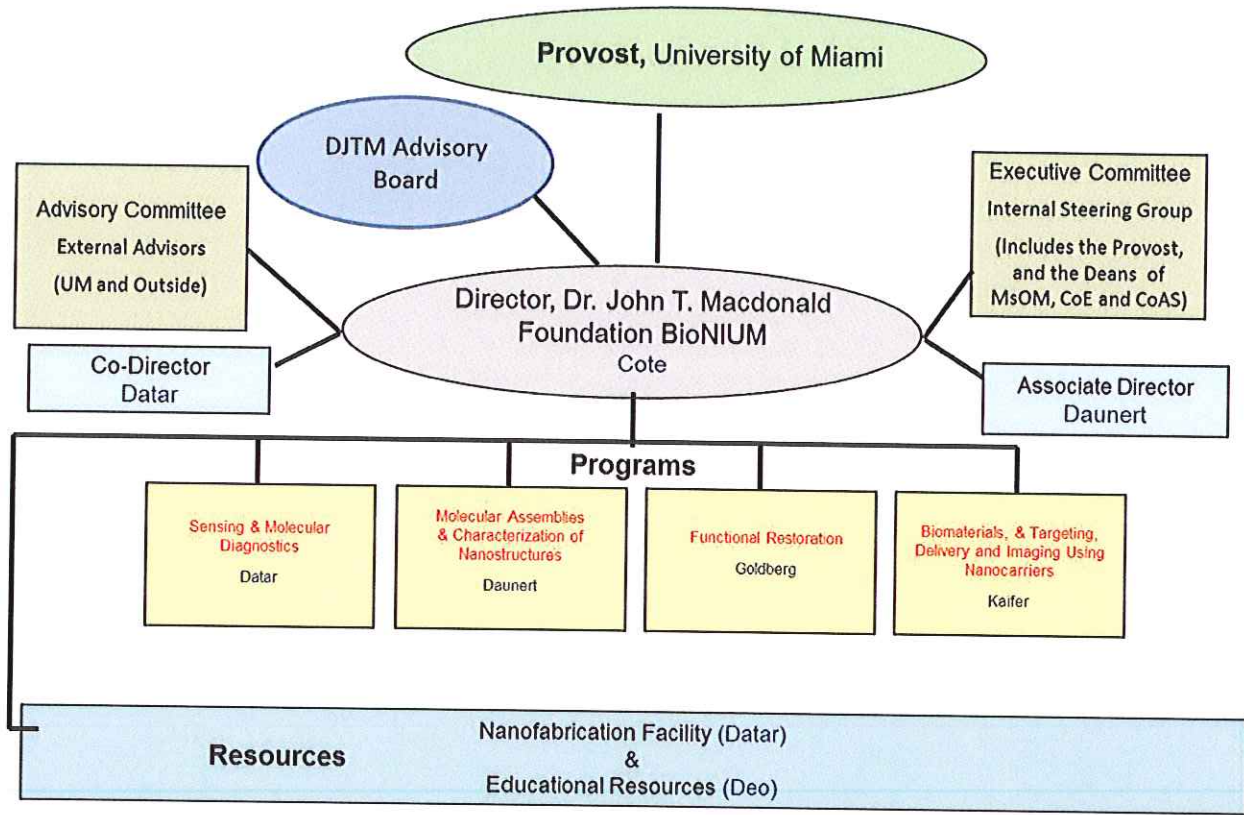 Provost, University of Miami
DJTM Advisory
Board
Advisory Committee
External Advisors
(UM and Outside)
Executive Committee
Internal Steering Group
(Includes the Provost,
and the Deans of
MsOM, CoE and CoAS)
Director, Dr. John T. Macdonald
Foundation BioNIUM
Cote
Co-Director
Datar
Associate Director
Daunert
Programs
Sensing & Molecular
Diagnostics
Datar
Molecular Assemblies
& Characterization of
Nanostructures
Daunert
Functional Restoration
Goldberg
Biomaterials, & Targeting,
Delivery and Imaging Using
Nanocarriers
Kaifer
Resources
Nanofabrication Facility (Datar)
&
Educational Resources (Deo)